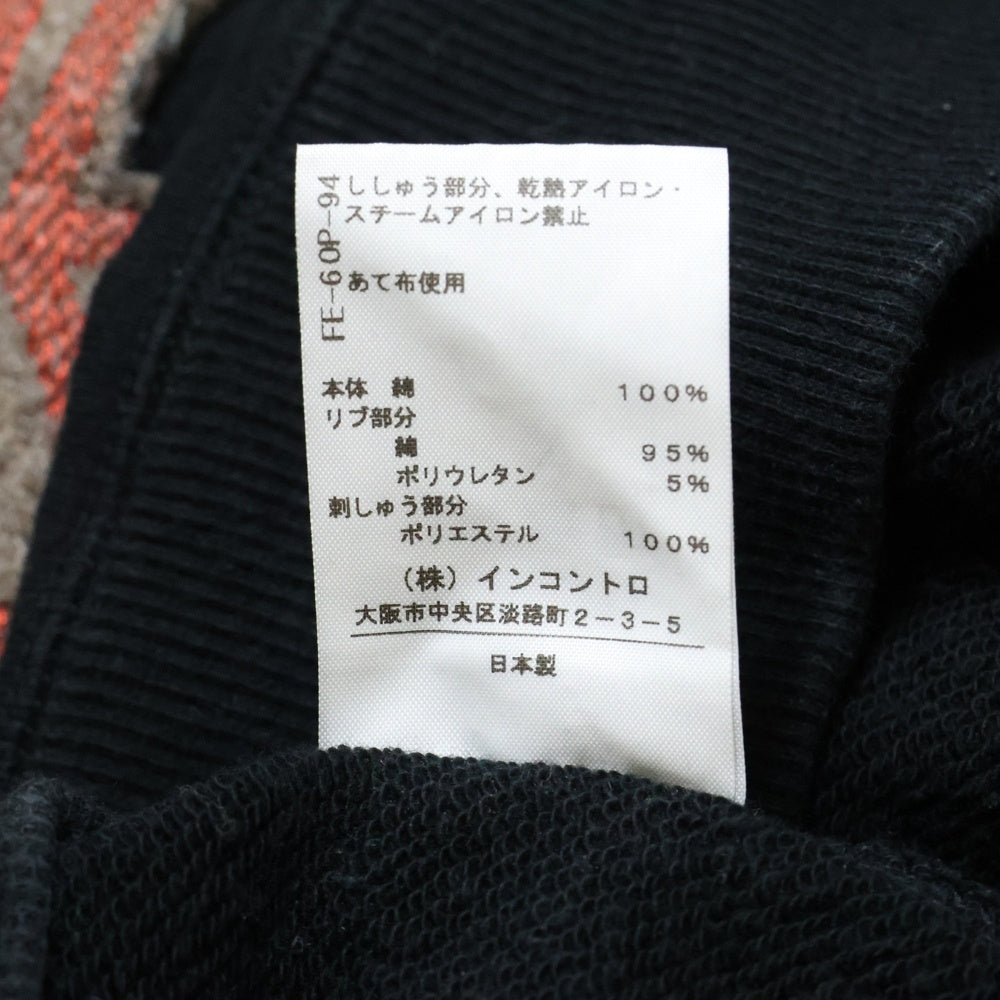 FE-60P-94
ししゅう部分、乾熱アイロン・
スチームアイロン禁止
あて布使用
本体 綿 100%
リブ部分
綿 95%
ポリウレタン 5%
刺しゅう部分
ポリエステル 100%
(株)インコントロ
大阪市中央区淡路町2-3-5
日本製